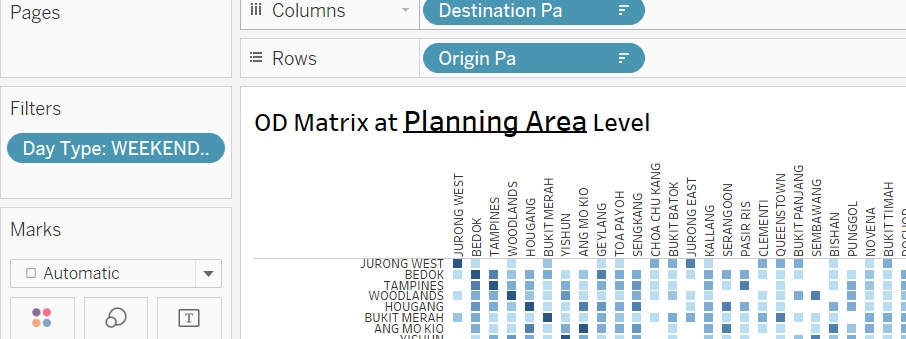 Pages
Columns
Destination Pa
Rows
Origin Pa
Filters
Day Type: WEEKEND..
Marks
Automatic
T
OD Matrix at Planning Area Level
JURONG WEST
BEDOK
TAMPINES
WOODLANDS
HOUGANG
BUKIT MERAH
YISHUN
ANG MO KIO
GEYLANG
TOA PAYOH
SENGKANG
CHOA CHU KANG
BUKIT BATOK
JURONG EAST
KALLANG
SERANGOON
PASIR RIS
CLEMENTI
QUEENSTOWN
BUKIT PANJANG
SEMBAWANG
BISHAN
PUNGGOL
NOVENA
BUKIT TIMAH
JURONG WEST
BEDOK
TAMPINES
WOODLANDS
HOUGANG
BUKIT MERAH
ANG MO KIO